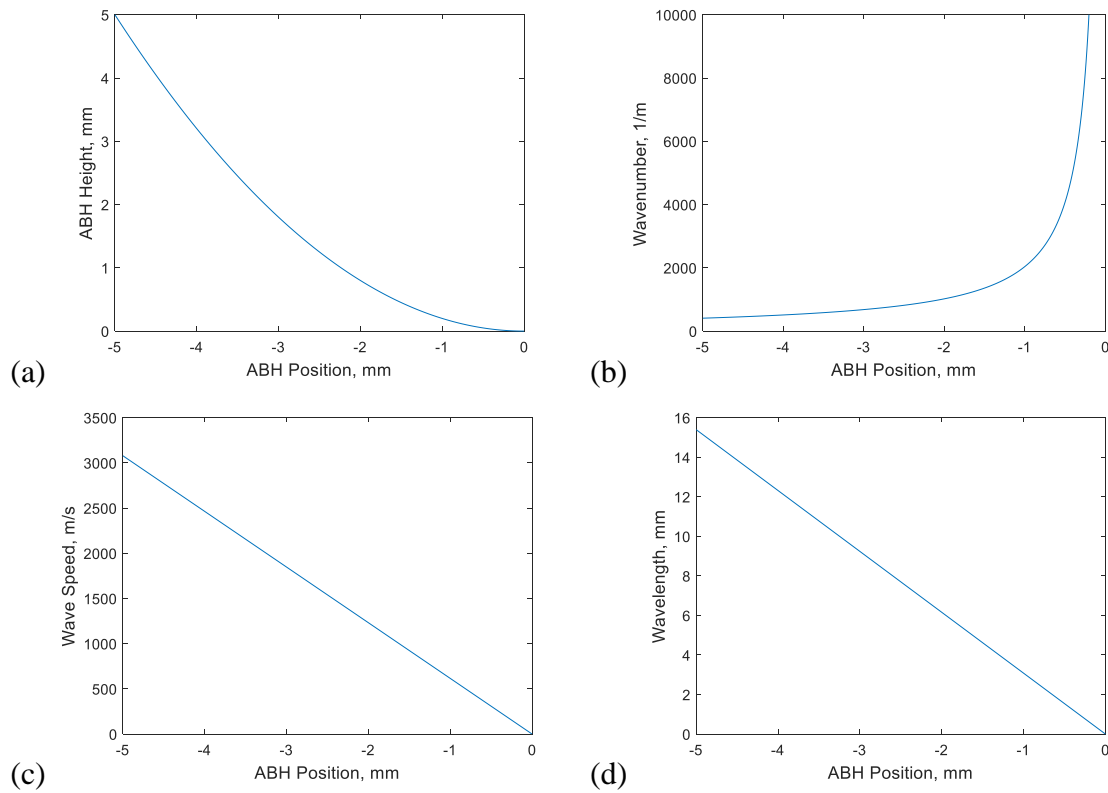 5
4
3
2
1
0
ABH Height, mm
-5 -4 -3 -2 -1 0
ABH Position, mm
(a)
10000
8000
6000
4000
2000
0
Wavenumber, 1/m
-5 -4 -3 -2 -1 0
ABH Position, mm
(b)
3500
3000
2500
2000
1500
1000
500
0
Wave Speed, m/s
-5 -4 -3 -2 -1 0
ABH Position, mm
(c)
16
14
12
10
8
6
4
2
0
Wavelength, mm
-5 -4 -3 -2 -1 0
ABH Position, mm
(d)